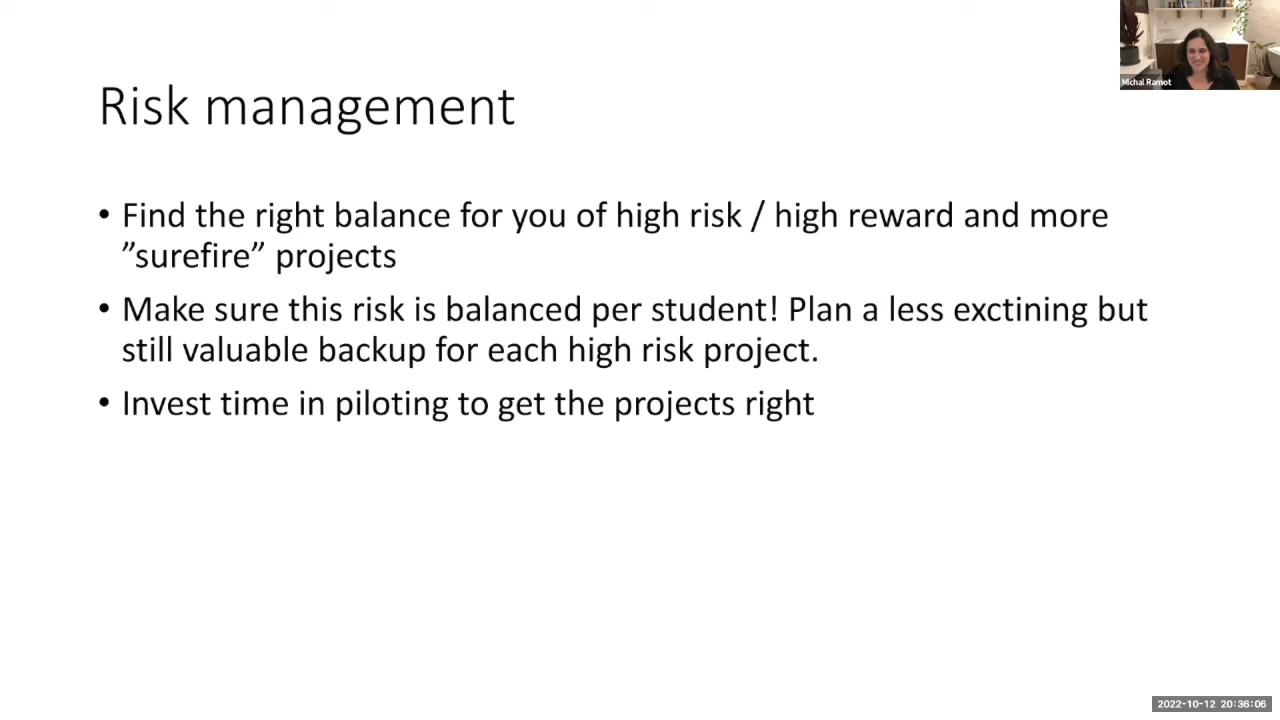 Michal Ramot
Risk management
• Find the right balance for you of high risk / high reward and more
”surefire” projects
• Make sure this risk is balanced per student! Plan a less exctining but
still valuable backup for each high risk project.
• Invest time in piloting to get the projects right
2022-10-12 20:36:06